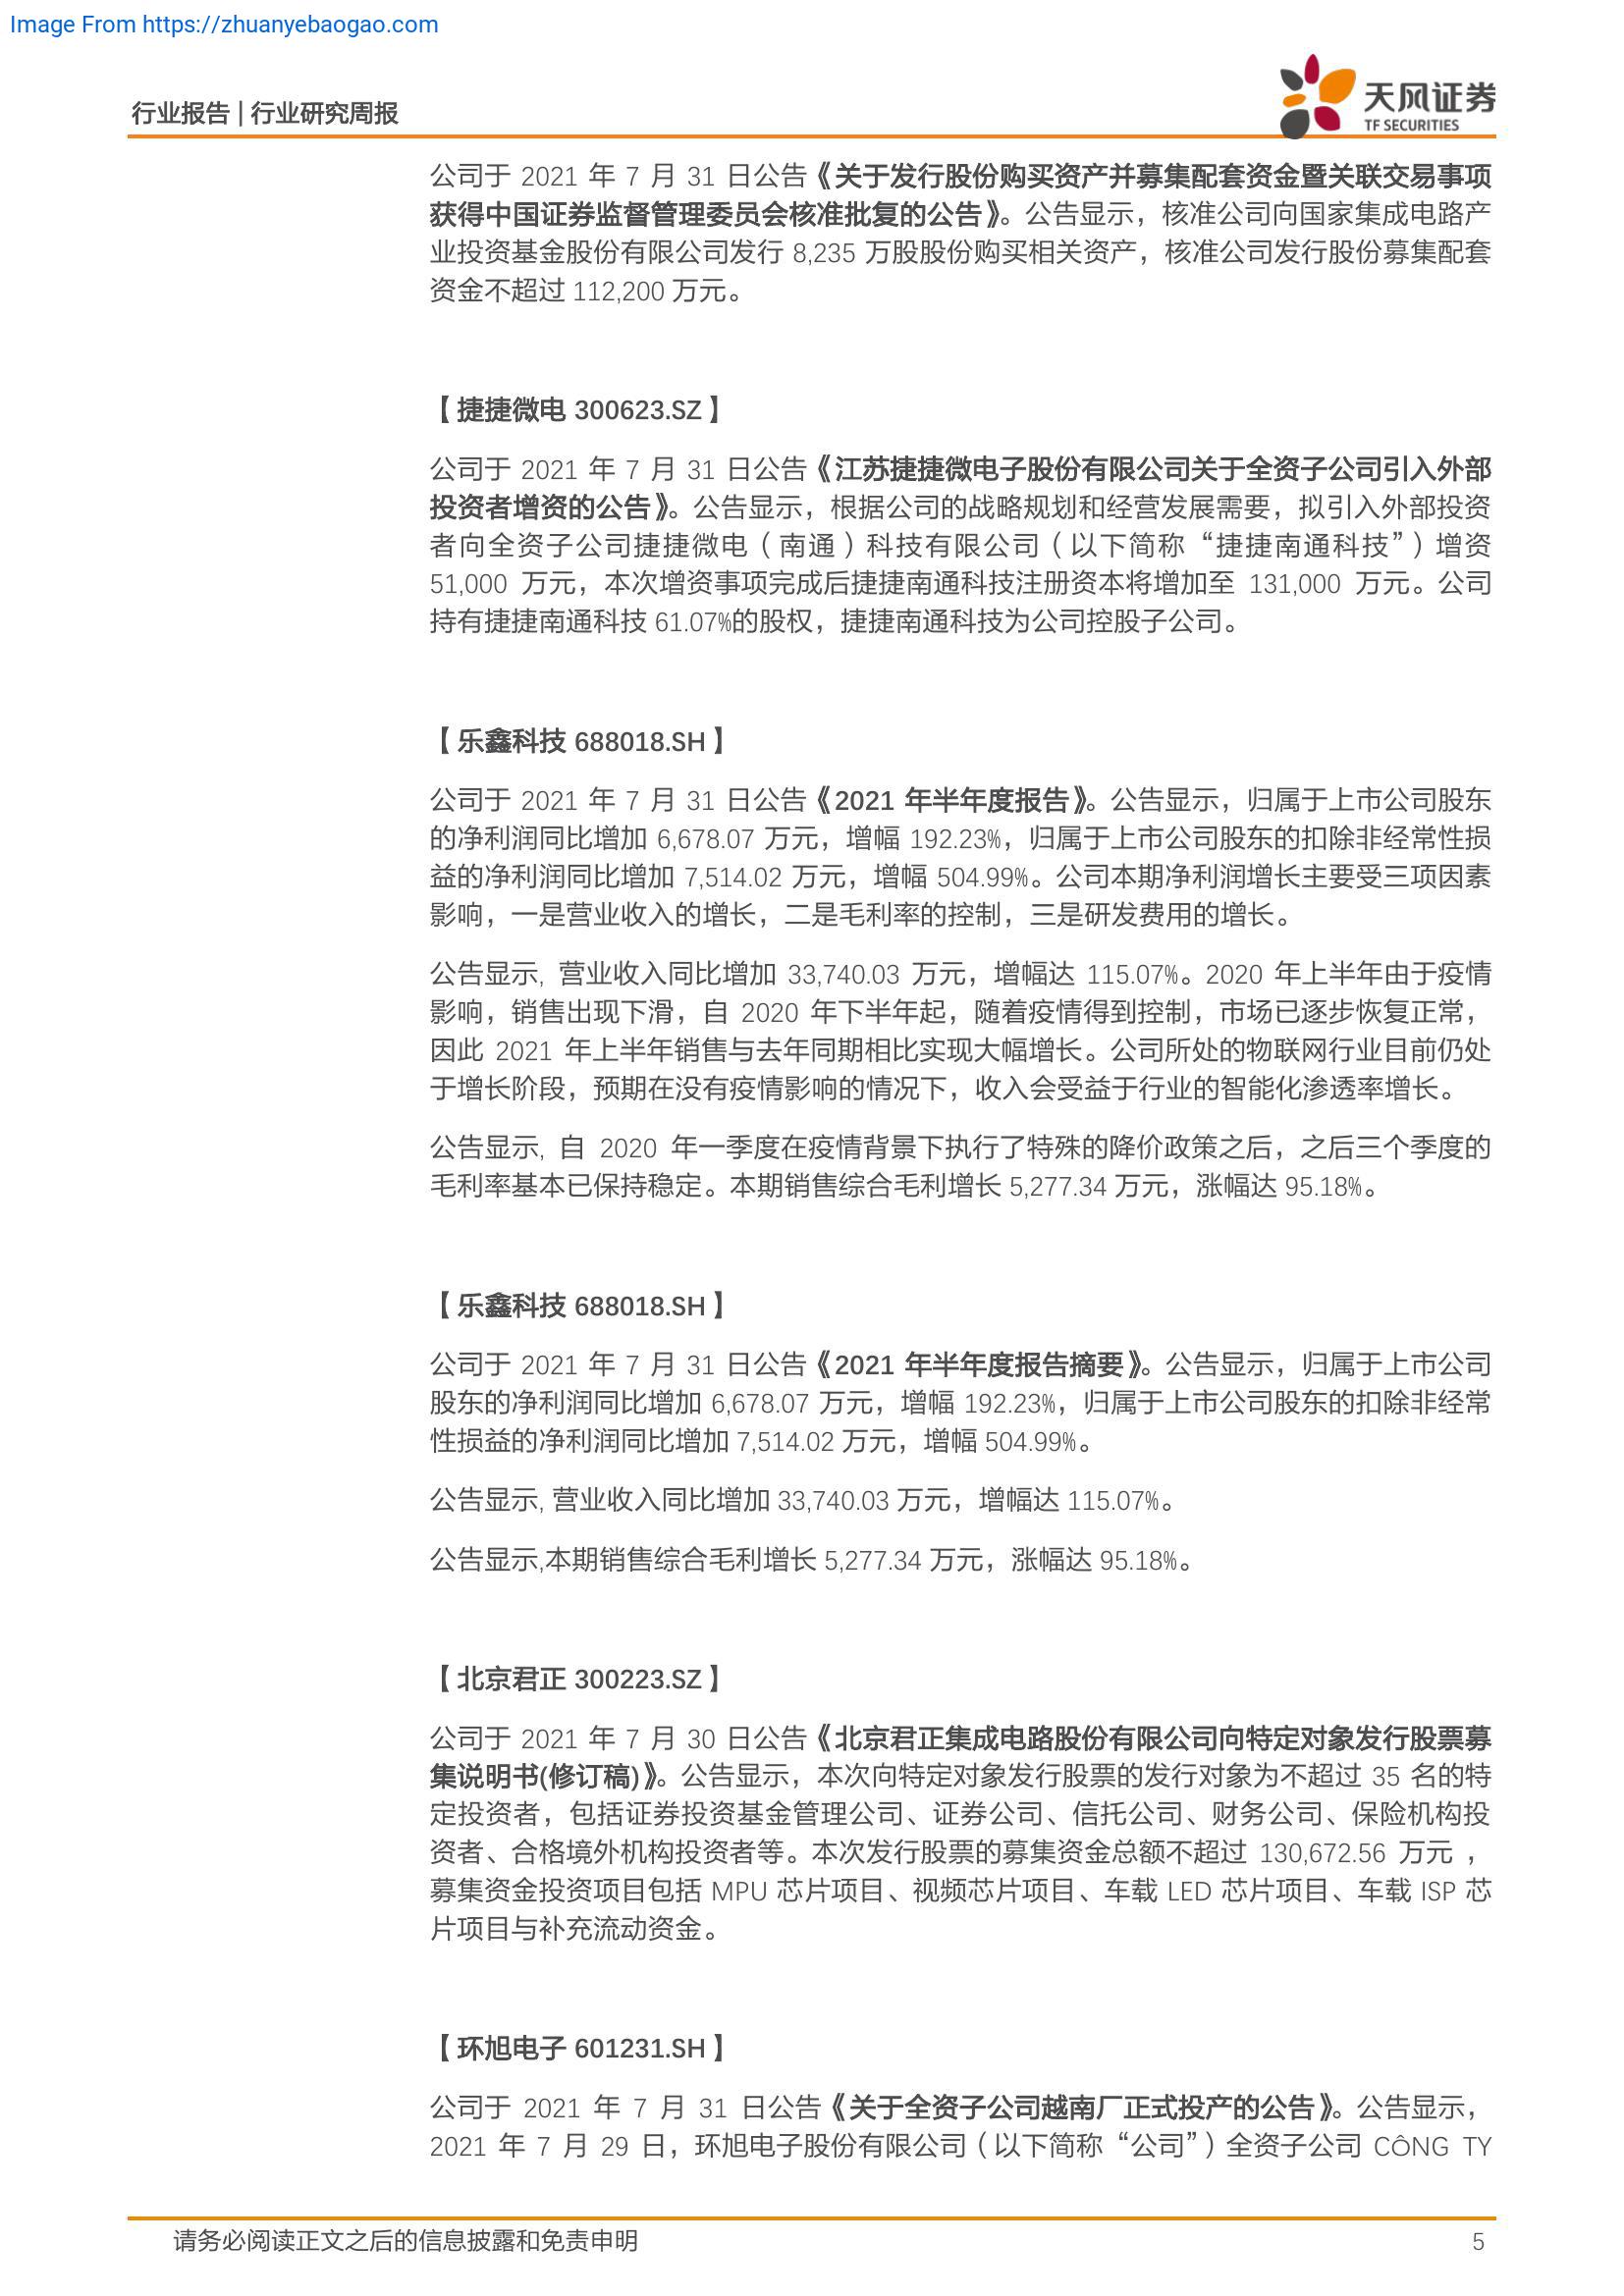 Image From https://zhuanyebaogao.com
行业报告 | 行业研究周报
天风证券
TF SECURITIES
公司于 2021 年 7 月 31 日公告《关于发行股份购买资产并募集配套资金暨关联交易事项
获得中国证券监督管理委员会核准批复的公告》。公告显示，核准公司向国家集成电路产
业投资基金股份有限公司发行 8,235 万股股份购买相关资产，核准公司发行股份募集配套
资金不超过 112,200 万元。
【捷捷微电 300623.SZ】
公司于 2021 年 7 月 31 日公告《江苏捷捷微电子股份有限公司关于全资子公司引入外部
投资者增资的公告》。公告显示，根据公司的战略规划和经营发展需要，拟引入外部投资
者向全资子公司捷捷微电（南通）科技有限公司（以下简称“捷捷南通科技”）增资
51,000 万元，本次增资事项完成后捷捷南通科技注册资本将增加至 131,000 万元。公司
持有捷捷南通科技 61.07%的股权，捷捷南通科技为公司控股子公司。
【乐鑫科技 688018.SH】
公司于 2021 年 7 月 31 日公告《2021 年半年度报告》。公告显示，归属于上市公司股东
的净利润同比增加 6,678.07 万元，增幅 192.23%，归属于上市公司股东的扣除非经常性损
益的净利润同比增加 7,514.02 万元，增幅 504.99%。公司本期净利润增长主要受三项因素
影响，一是营业收入的增长，二是毛利率的控制，三是研发费用的增长。
公告显示, 营业收入同比增加 33,740.03 万元，增幅达 115.07%。2020 年上半年由于疫情
影响，销售出现下滑，自 2020 年下半年起，随着疫情得到控制，市场已逐步恢复正常，
因此 2021 年上半年销售与去年同期相比实现大幅增长。公司所处的物联网行业目前仍处
于增长阶段，预期在没有疫情影响的情况下，收入会受益于行业的智能化渗透率增长。
公告显示, 自 2020 年一季度在疫情背景下执行了特殊的降价政策之后，之后三个季度的
毛利率基本已保持稳定。本期销售综合毛利增长 5,277.34 万元，涨幅达 95.18%。
【乐鑫科技 688018.SH】
公司于 2021 年 7 月 31 日公告《2021 年半年度报告摘要》。公告显示，归属于上市公司
股东的净利润同比增加 6,678.07 万元，增幅 192.23%，归属于上市公司股东的扣除非经常
性损益的净利润同比增加 7,514.02 万元，增幅 504.99%。
公告显示, 营业收入同比增加 33,740.03 万元，增幅达 115.07%。
公告显示,本期销售综合毛利增长 5,277.34 万元，涨幅达 95.18%。
【北京君正 300223.SZ】
公司于 2021 年 7 月 30 日公告《北京君正集成电路股份有限公司向特定对象发行股票募
集说明书(修订稿)》。公告显示，本次向特定对象发行股票的发行对象为不超过 35 名的特
定投资者，包括证券投资基金管理公司、证券公司、信托公司、财务公司、保险机构投
资者、合格境外机构投资者等。本次发行股票的募集资金总额不超过 130,672.56 万元 ，
募集资金投资项目包括 MPU 芯片项目、视频芯片项目、车载 LED 芯片项目、车载 ISP 芯
片项目与补充流动资金。
【环旭电子 601231.SH】
公司于 2021 年 7 月 31 日公告《关于全资子公司越南厂正式投产的公告》。公告显示，
2021 年 7 月 29 日，环旭电子股份有限公司（以下简称“公司”）全资子公司 CÔNG TY
请务必阅读正文之后的信息披露和免责申明
5